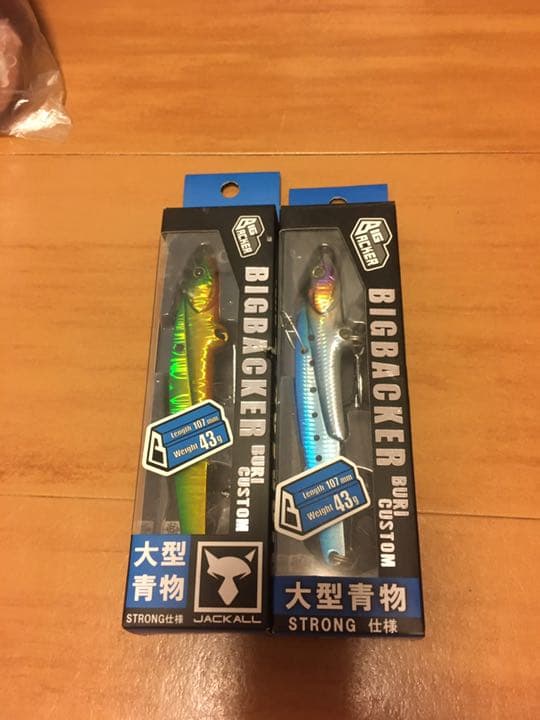 BIG
BACKER
BIGBACKER
BURI
CUSTOM
Length 107mm
Weight 43g
大型
青物
STRONG仕様
JACKALL
BIG
BACKER
BIGBACKER
BURI
CUSTOM
Length 107mm
Weight 43g
大型青物
STRONG 仕様